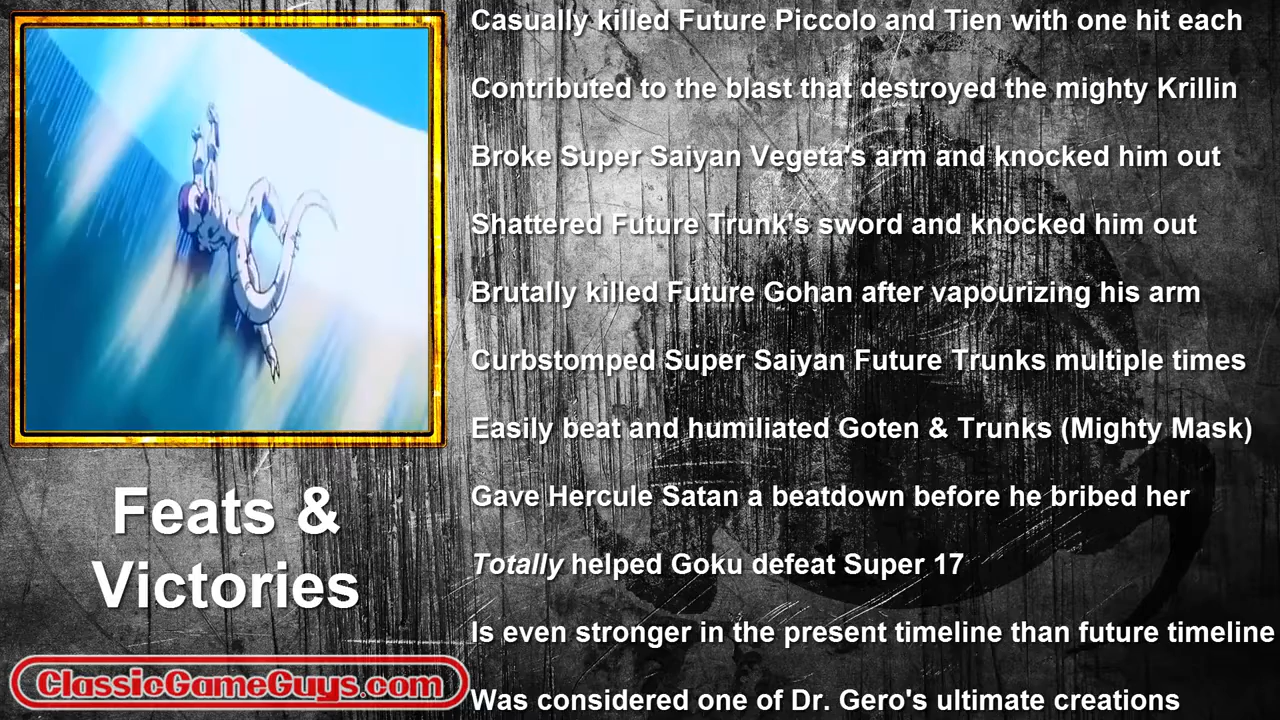 Casually killed Future Piccolo and Tien with one hit each
Contributed to the blast that destroyed the mighty Krillin
Broke Super Saiyan Vegeta's arm and knocked him out
Shattered Future Trunk's sword and knocked him out
Brutally killed Future Gohan after vapourizing his arm
Curbstomped Super Saiyan Future Trunks multiple times
Easily beat and humiliated Goten & Trunks (Mighty Mask)
Gave Hercule Satan a beatdown before he bribed her
Totally helped Goku defeat Super 17
Is even stronger in the present timeline than future timeline
Was considered one of Dr. Gero's ultimate creations
Feats &
Victories
ClassicGameGuys.com